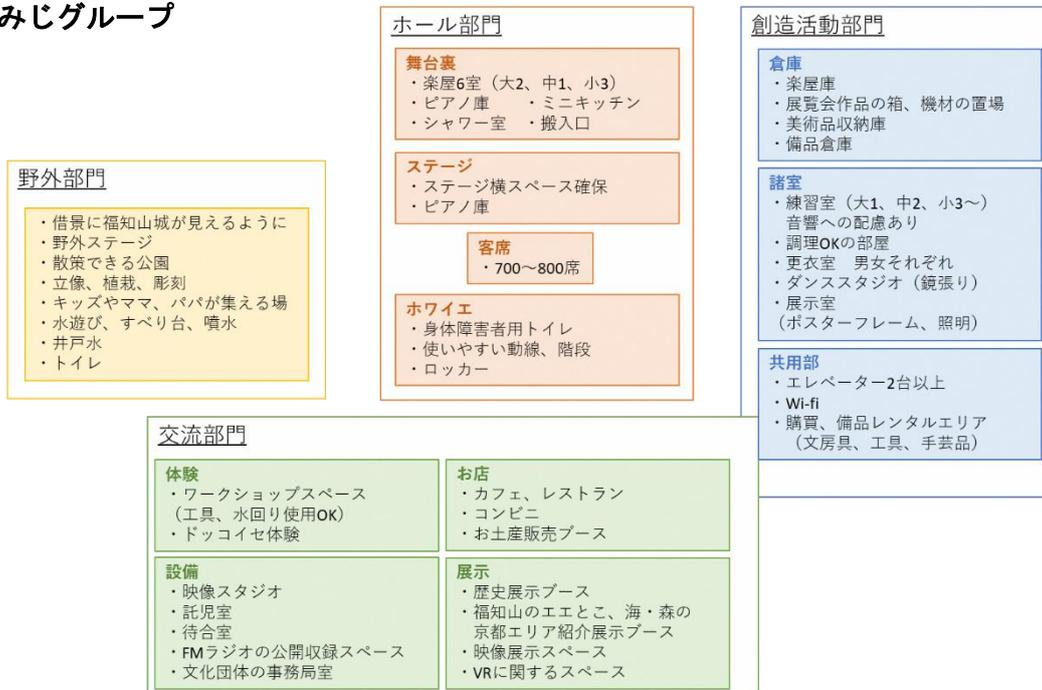 みじグループ
ホール部門
舞台裏
・楽屋6室（大2、中1、小3）
・ピアノ庫　・ミニキッチン
・シャワー室　・搬入口
ステージ
・ステージ横スペース確保
・ピアノ庫
客席
・700〜800席
ホワイエ
・身体障害者用トイレ
・使いやすい動線、階段
・ロッカー
創造活動部門
倉庫
・楽屋庫
・展覧会作品の箱、機材の置場
・美術品収納庫
・備品倉庫
諸室
・練習室（大1、中2、小3〜）
音響への配慮あり
・調理OKの部屋
・更衣室　男女それぞれ
・ダンススタジオ（鏡張り）
・展示室
（ポスターフレーム、照明）
共用部
・エレベーター2台以上
・Wi-fi
・購買、備品レンタルエリア
（文房具、工具、手芸品）
野外部門
・借景に福知山城が見えるように
・野外ステージ
・散策できる公園
・立像、植栽、彫刻
・キッズやママ、パパが集える場
・水遊び、すべり台、噴水
・井戸水
・トイレ
交流部門
体験
・ワークショップスペース
（工具、水回り使用OK）
・ドッコイセ体験
お店
・カフェ、レストラン
・コンビニ
・お土産販売ブース
設備
・映像スタジオ
・託児室
・待合室
・FMラジオの公開収録スペース
・文化団体の事務局室
展示
・歴史展示ブース
・福知山のエエとこ、海・森の
京都エリア紹介展示ブース
・映像展示スペース
・VRに関するスペース